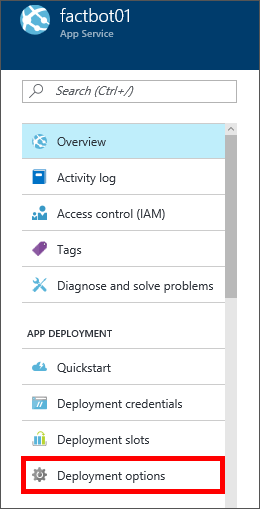 factbot01
App Service
Search (Ctrl+/)
Overview
Activity log
Access control (IAM)
Tags
Diagnose and solve problems
APP DEPLOYMENT
Quickstart
Deployment credentials
Deployment slots
Deployment options